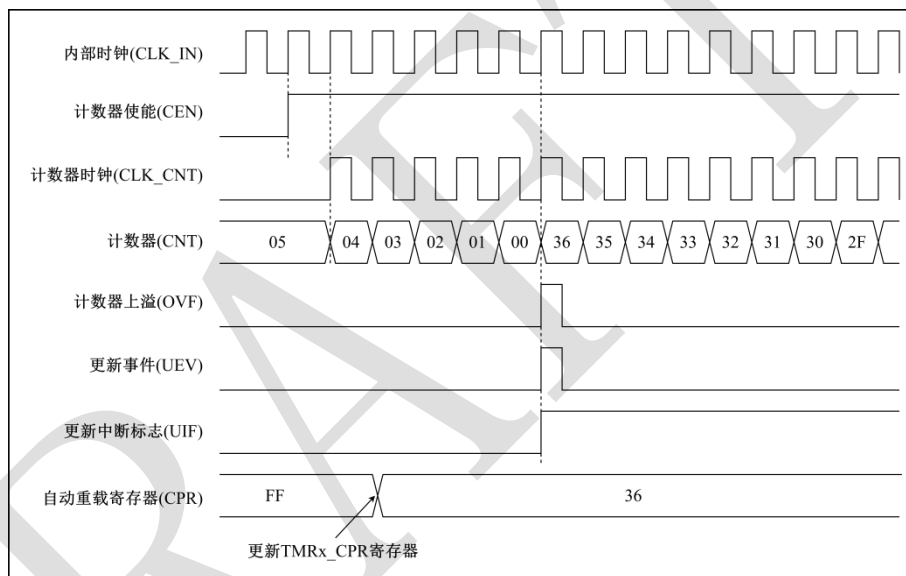 内部时钟(CLK_IN)
计数器使能(CEN)
计数器时钟(CLK_CNT)
计数器(CNT)
05 04 03 02 01 00 36 35 34 33 32 31 30 2F
计数器上溢(OVF)
更新事件(UEV)
更新中断标志(UIF)
自动重载寄存器(CPR)
FF 36
更新TMRx_CPR寄存器